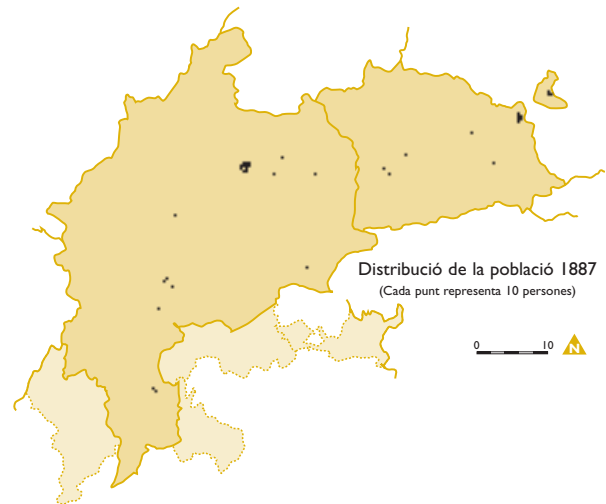 Distribució de la població 1887
(Cada punt representa 10 persones)
0 10
N